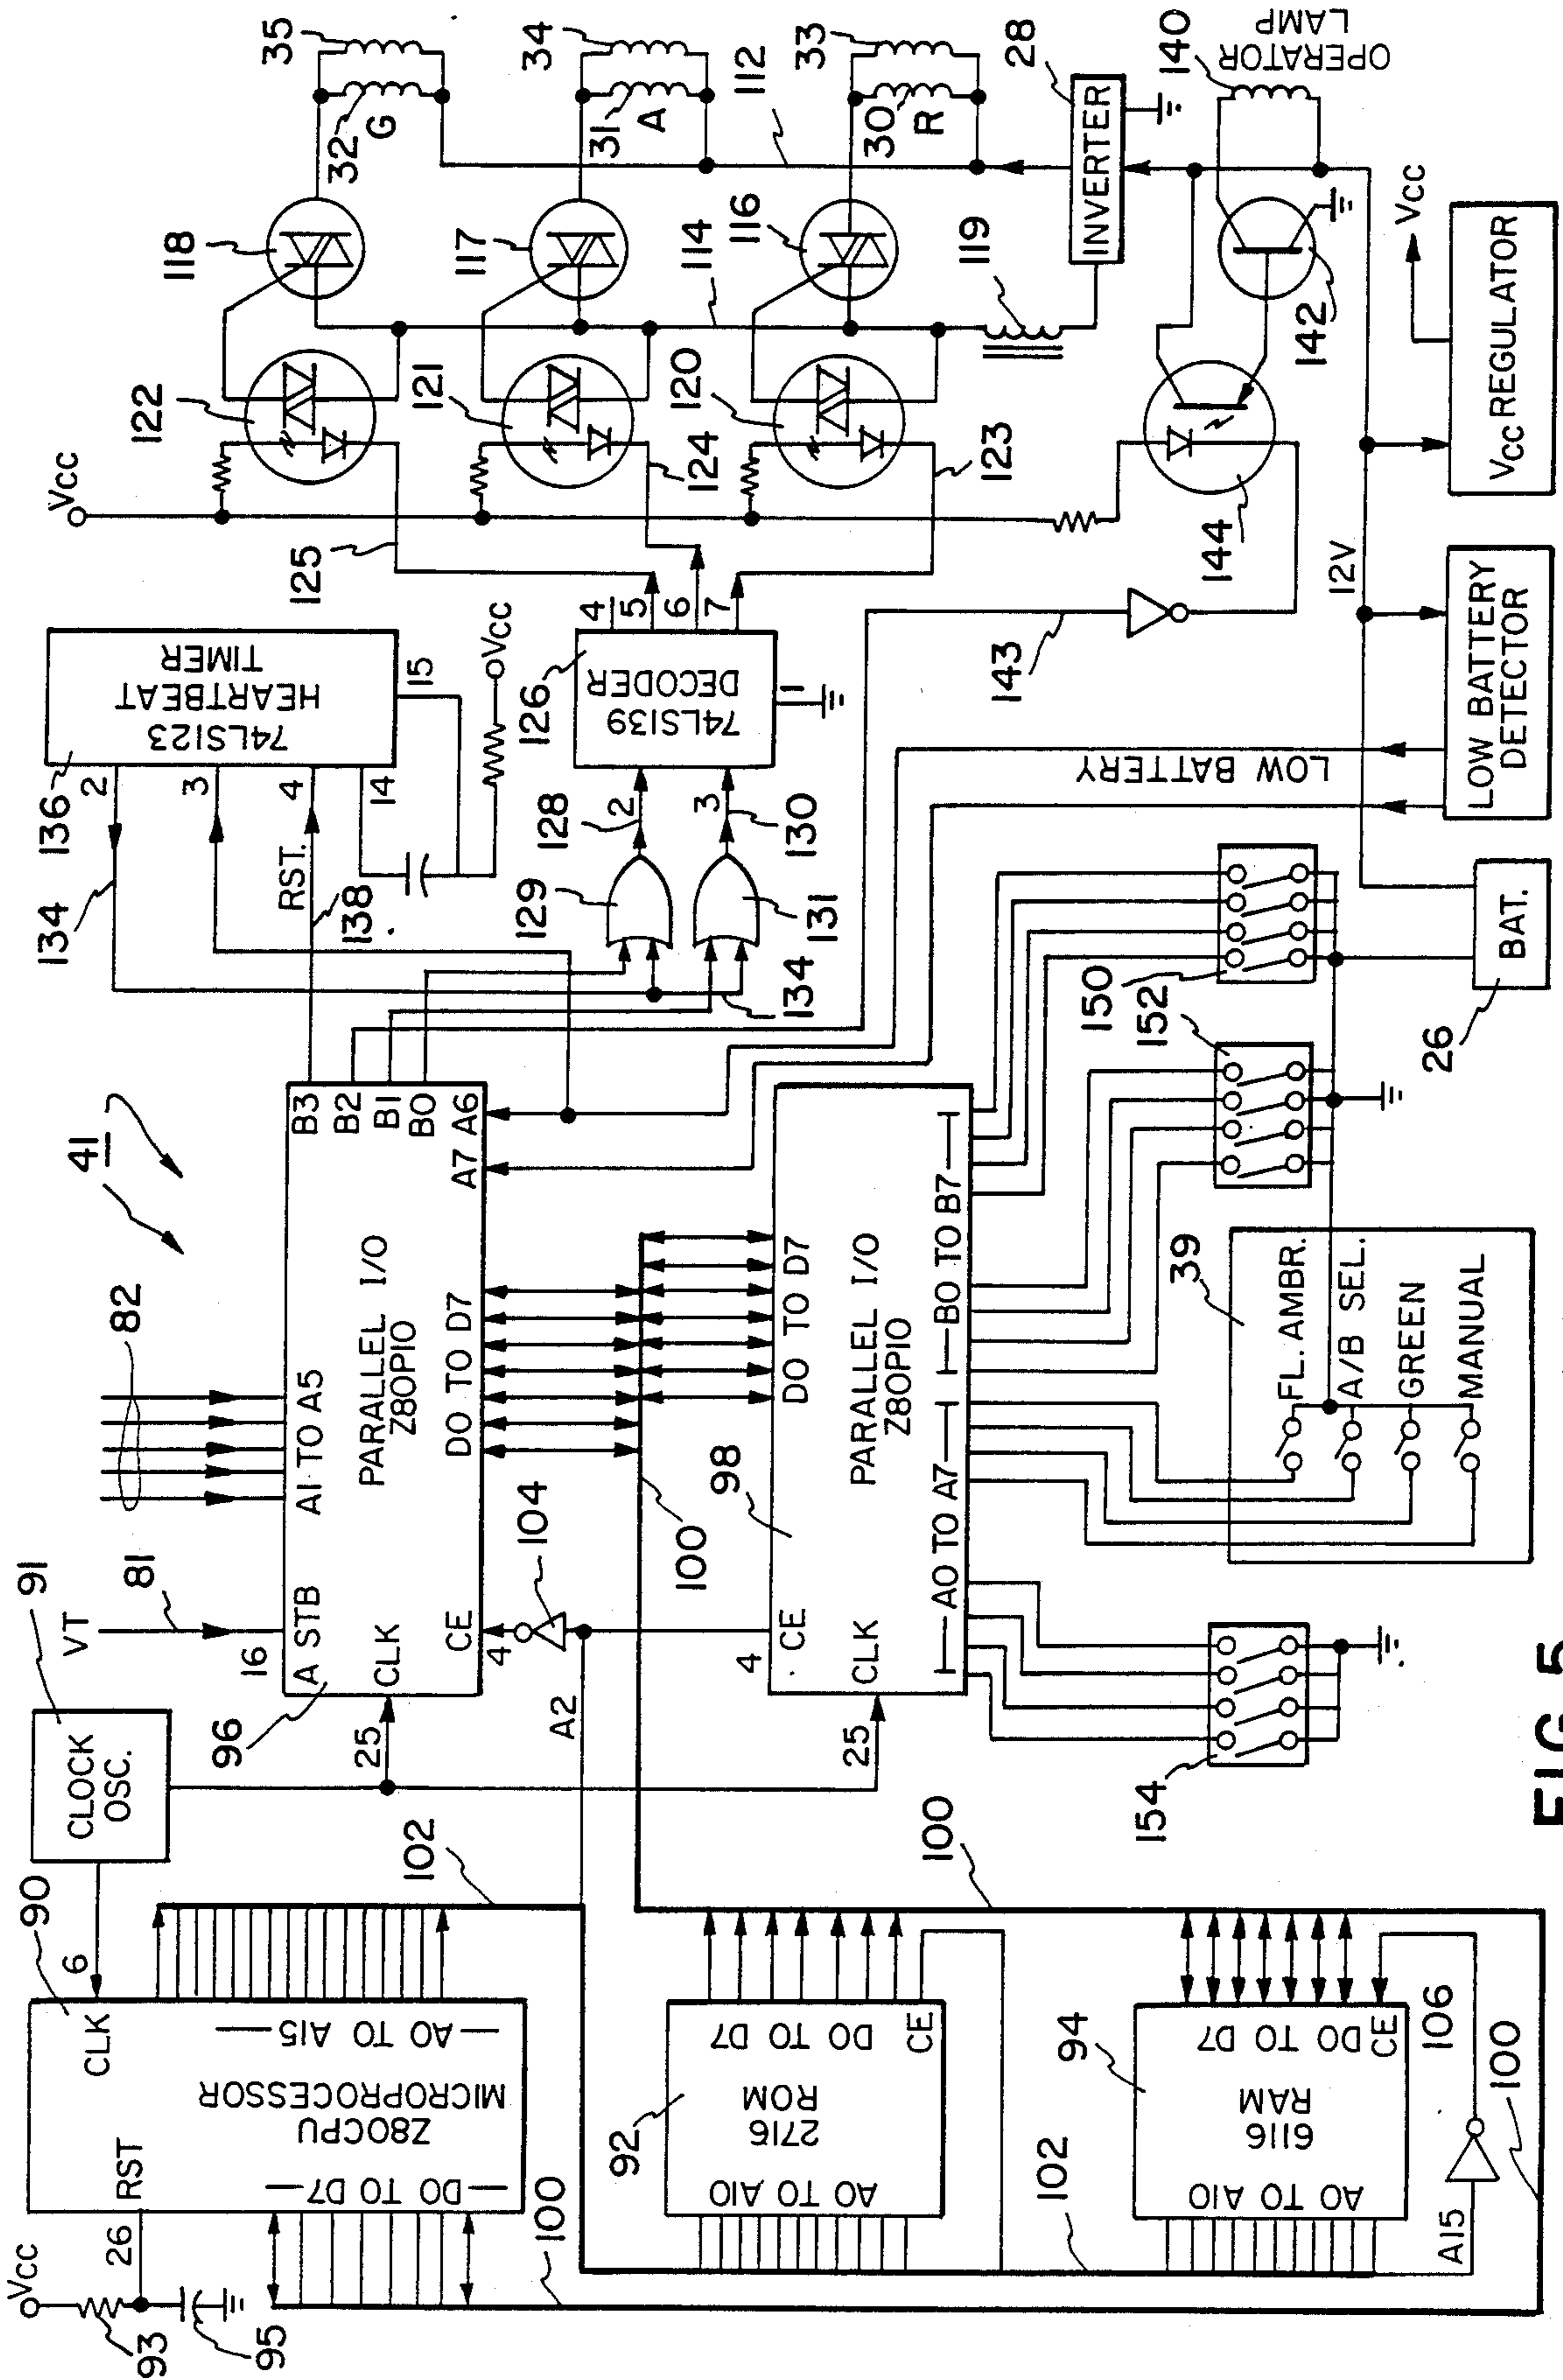 FIG. 5
41
Vcc
93
95
26
RST
CLK
6
90
Z80CPU
MICROPROCESSOR
—D0 TO D7—
—A0 TO A15—
100
102
CLOCK
OSC.
91
VT
81
82
16
A STB
A1 TO A5
CLK
25
96
PARALLEL I/O
Z80PIO
CE
4
D0 TO D7
A7 A6
B3
B2
B1
B0
104
A2
100
4
CE
D0 TO D7
98
PARALLEL I/O
Z80PIO
CLK
25
A0 TO A7
B0 TO B7
92
2716
ROM
A0 TO A10
D0 TO D7
CE
100
102
94
6116
RAM
A0 TO A10
D0 TO D7
CE
106
A15
100
154
39
FL. AMBR.
A/B SEL.
GREEN
MANUAL
150
152
26
BAT.
12V
LOW BATTERY
LOW BATTERY
DETECTOR
Vcc REGULATOR
Vcc
134
136
2
3
4
14
15
74LS123
HEARTBEAT
TIMER
RST.
138
Vcc
129
128
2
131
130
3
134
126
74LS139
DECODER
1
4
5
6
7
125
124
123
Vcc
122
121
120
118
117
116
114
119
112
32
G
35
31
A
34
30
R
33
28
INVERTER
143
144
142
140
OPERATOR
LAMP